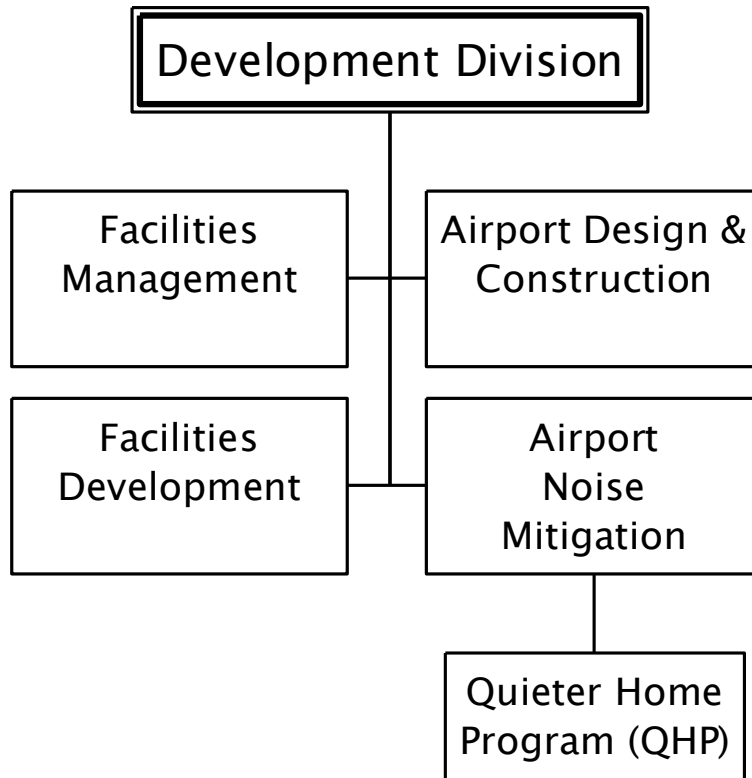 Development Division
Facilities
Management
Airport Design &
Construction
Facilities
Development
Airport
Noise
Mitigation
Quieter Home
Program (QHP)